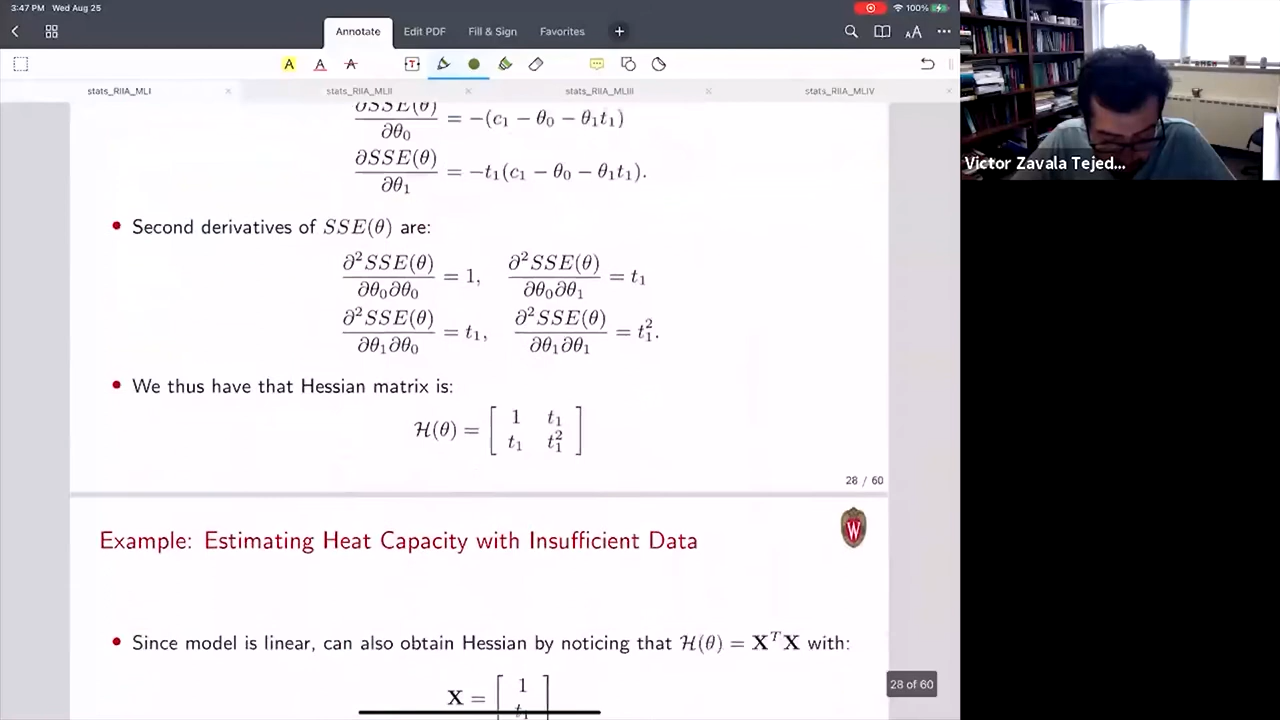 3:47 PM Wed Aug 25
100%
Annotate Edit PDF Fill & Sign Favorites
stats_RIIA_MLI stats_RIIA_MLII stats_RIIA_MLIII stats_RIIA_MLIV
∂SSE(θ)/∂θ₀ = −(c₁ − θ₀ − θ₁t₁)
∂SSE(θ)/∂θ₁ = −t₁(c₁ − θ₀ − θ₁t₁).
• Second derivatives of SSE(θ) are:
∂²SSE(θ)/∂θ₀∂θ₀ = 1, ∂²SSE(θ)/∂θ₀∂θ₁ = t₁
∂²SSE(θ)/∂θ₁∂θ₀ = t₁, ∂²SSE(θ)/∂θ₁∂θ₁ = t₁².
• We thus have that Hessian matrix is:
H(θ) = [ 1 t₁
t₁ t₁² ]
28 / 60
Example: Estimating Heat Capacity with Insufficient Data
W
• Since model is linear, can also obtain Hessian by noticing that H(θ) = XᵀX with:
X = [ 1
t₁ ]
28 of 60
Victor Zavala Tejed...